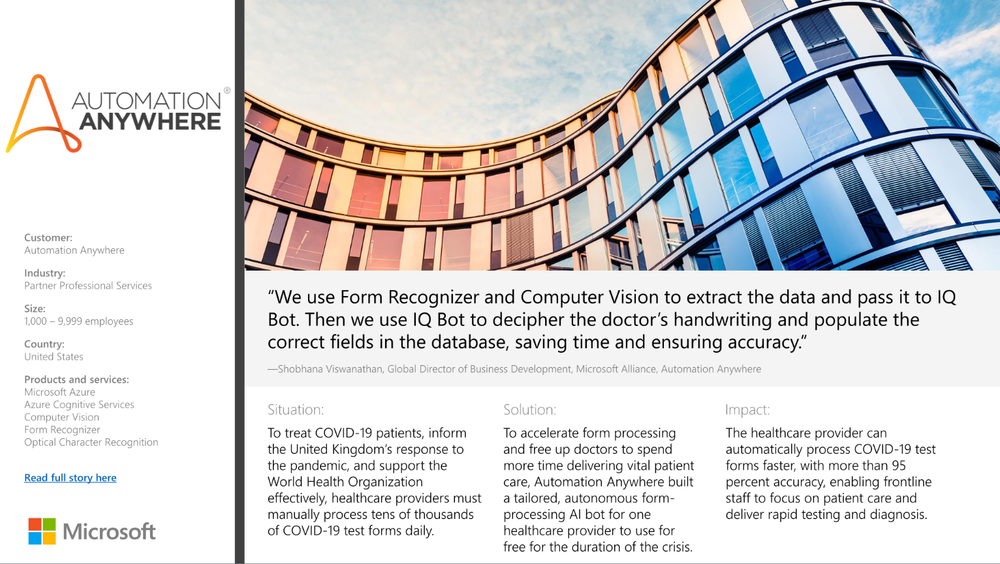 AUTOMATION®
ANYWHERE
Customer:
Automation Anywhere
Industry:
Partner Professional Services
Size:
1,000 – 9,999 employees
Country:
United States
Products and services:
Microsoft Azure
Azure Cognitive Services
Computer Vision
Form Recognizer
Optical Character Recognition
Read full story here
Microsoft
“We use Form Recognizer and Computer Vision to extract the data and pass it to IQ
Bot. Then we use IQ Bot to decipher the doctor’s handwriting and populate the
correct fields in the database, saving time and ensuring accuracy.”
—Shobhana Viswanathan, Global Director of Business Development, Microsoft Alliance, Automation Anywhere
Situation:
To treat COVID-19 patients, inform
the United Kingdom’s response to
the pandemic, and support the
World Health Organization
effectively, healthcare providers must
manually process tens of thousands
of COVID-19 test forms daily.
Solution:
To accelerate form processing
and free up doctors to spend
more time delivering vital patient
care, Automation Anywhere built
a tailored, autonomous form-
processing AI bot for one
healthcare provider to use for
free for the duration of the crisis.
Impact:
The healthcare provider can
automatically process COVID-19 test
forms faster, with more than 95
percent accuracy, enabling frontline
staff to focus on patient care and
deliver rapid testing and diagnosis.